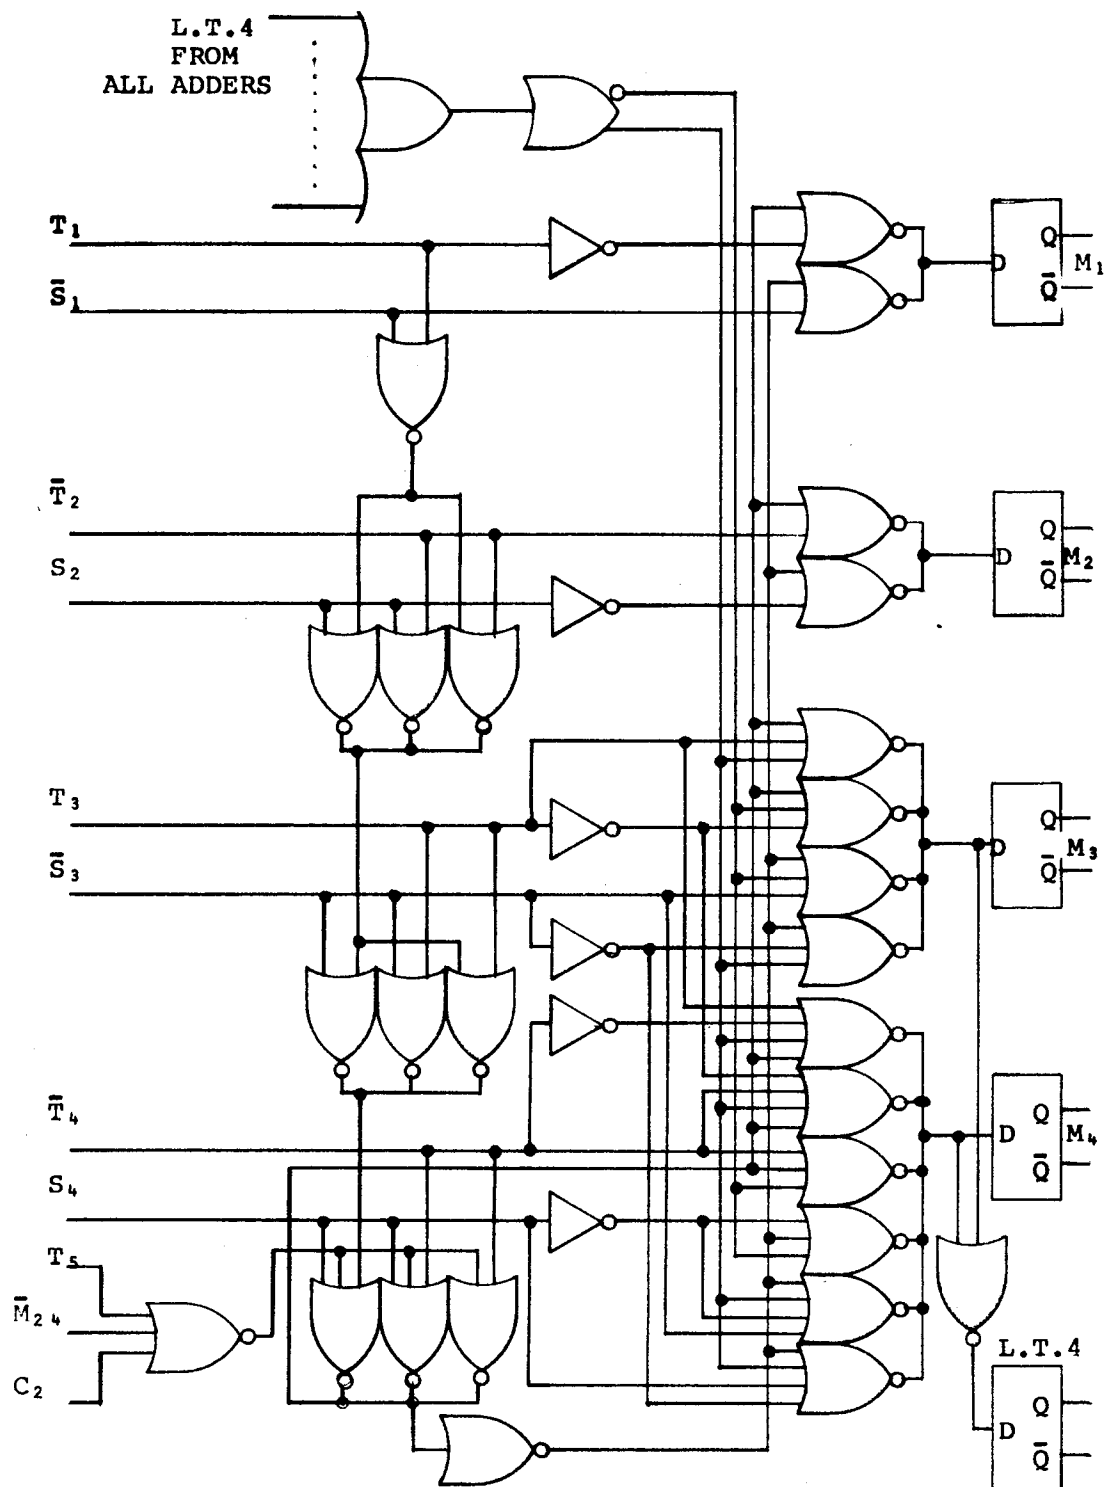 L.T.4
FROM
ALL ADDERS
T₁
S̅₁
D Q M₁
Q̅
T̅₂
S₂
D Q M₂
Q̅
T₃
S̅₃
D Q M₃
Q̅
T̅₄
S₄
D Q M₄
Q̅
T₅
M̅₂₄
C₂
L.T.4
Q
D
Q̅